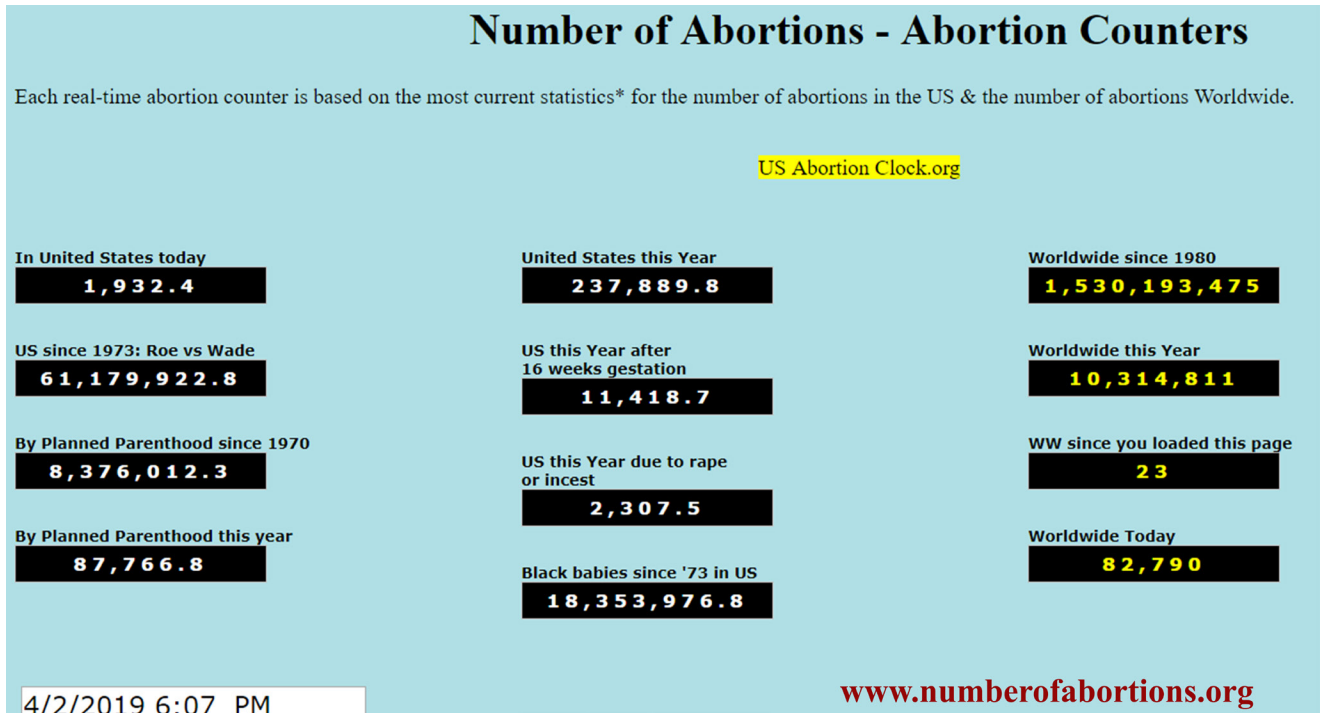 Number of Abortions - Abortion Counters
Each real-time abortion counter is based on the most current statistics* for the number of abortions in the US & the number of abortions Worldwide.
US Abortion Clock.org
In United States today
1,932.4
US since 1973: Roe vs Wade
61,179,922.8
By Planned Parenthood since 1970
8,376,012.3
By Planned Parenthood this year
87,766.8
United States this Year
237,889.8
US this Year after
16 weeks gestation
11,418.7
US this Year due to rape
or incest
2,307.5
Black babies since '73 in US
18,353,976.8
Worldwide since 1980
1,530,193,475
Worldwide this Year
10,314,811
WW since you loaded this page
23
Worldwide Today
82,790
4/2/2019 6:07 PM
www.numberofabortions.org